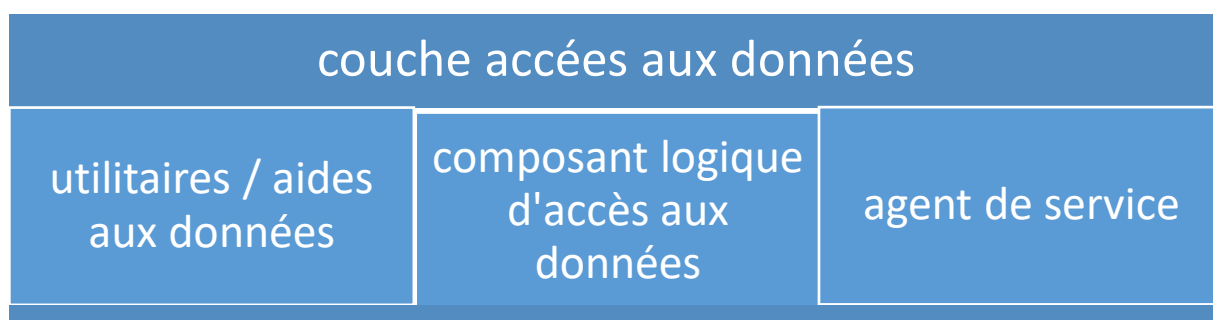 couche accées aux données
utilitaires / aides
aux données
composant logique
d'accès aux
données
agent de service